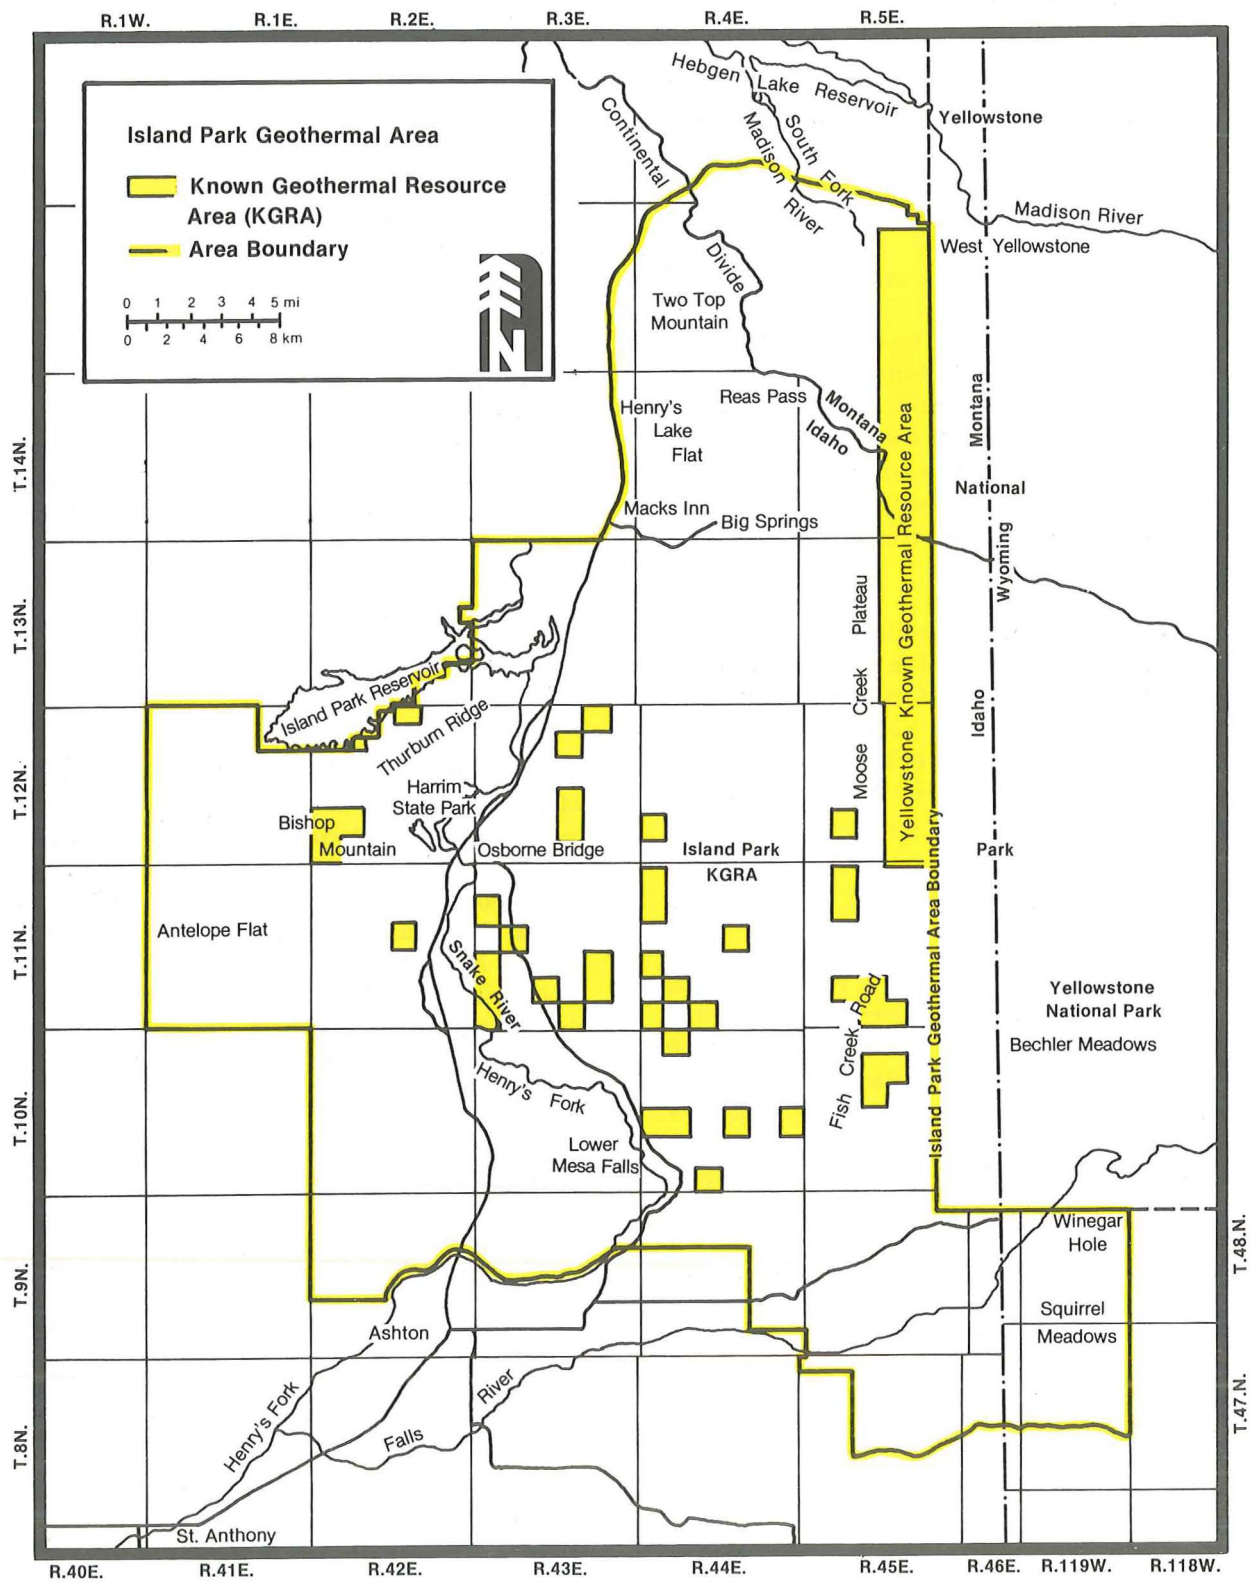 R.1W. R.1E. R.2E. R.3E. R.4E. R.5E.
Island Park Geothermal Area
Known Geothermal Resource
Area (KGRA)
Area Boundary
0 1 2 3 4 5 mi
0 2 4 6 8 km
N
Continental
Divide
Hebgen Lake Reservoir
South Fork
Madison River
Yellowstone
Madison River
West Yellowstone
Two Top
Mountain
Reas Pass
Montana
Idaho
Montana
Henry's
Lake
Flat
National
Macks Inn
Big Springs
Wyoming
T.14N.
T.13N.
T.12N.
T.11N.
T.10N.
T.9N.
T.8N.
Yellowstone Known Geothermal Resource Area
Moose Creek Plateau
Idaho
Island Park Reservoir
Thurburn Ridge
Harrim
State Park
Bishop
Mountain
Osborne Bridge
Island Park
KGRA
Park
Antelope Flat
Snake River
Island Park Geothermal Area Boundary
Yellowstone
National Park
Bechler Meadows
Fish Creek Road
Henry's Fork
Lower
Mesa Falls
Winegar
Hole
Squirrel
Meadows
T.48.N.
T.47.N.
Ashton
Henry's Fork
Falls River
St. Anthony
R.40E. R.41E. R.42E. R.43E. R.44E. R.45E. R.46E. R.119W. R.118W.